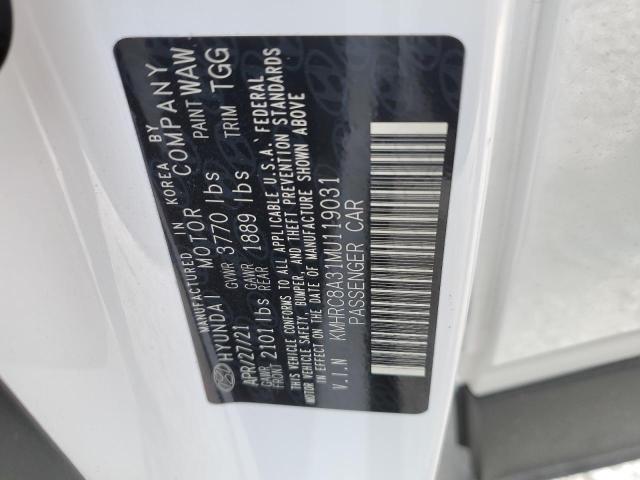 MANUFACTURED IN KOREA BY
HYUNDAI MOTOR COMPANY
APR/27/21 GVWR 3770 lbs PAINT WAW
GAWR FRONT 2101 lbs GAWR REAR 1889 lbs TRIM TGG
THIS VEHICLE CONFORMS TO ALL APPLICABLE U.S.A. FEDERAL
MOTOR VEHICLE SAFETY, BUMPER, AND THEFT PREVENTION STANDARDS
IN EFFECT ON THE DATE OF MANUFACTURE SHOWN ABOVE
V.I.N KMHRC8A31MU119031
PASSENGER CAR